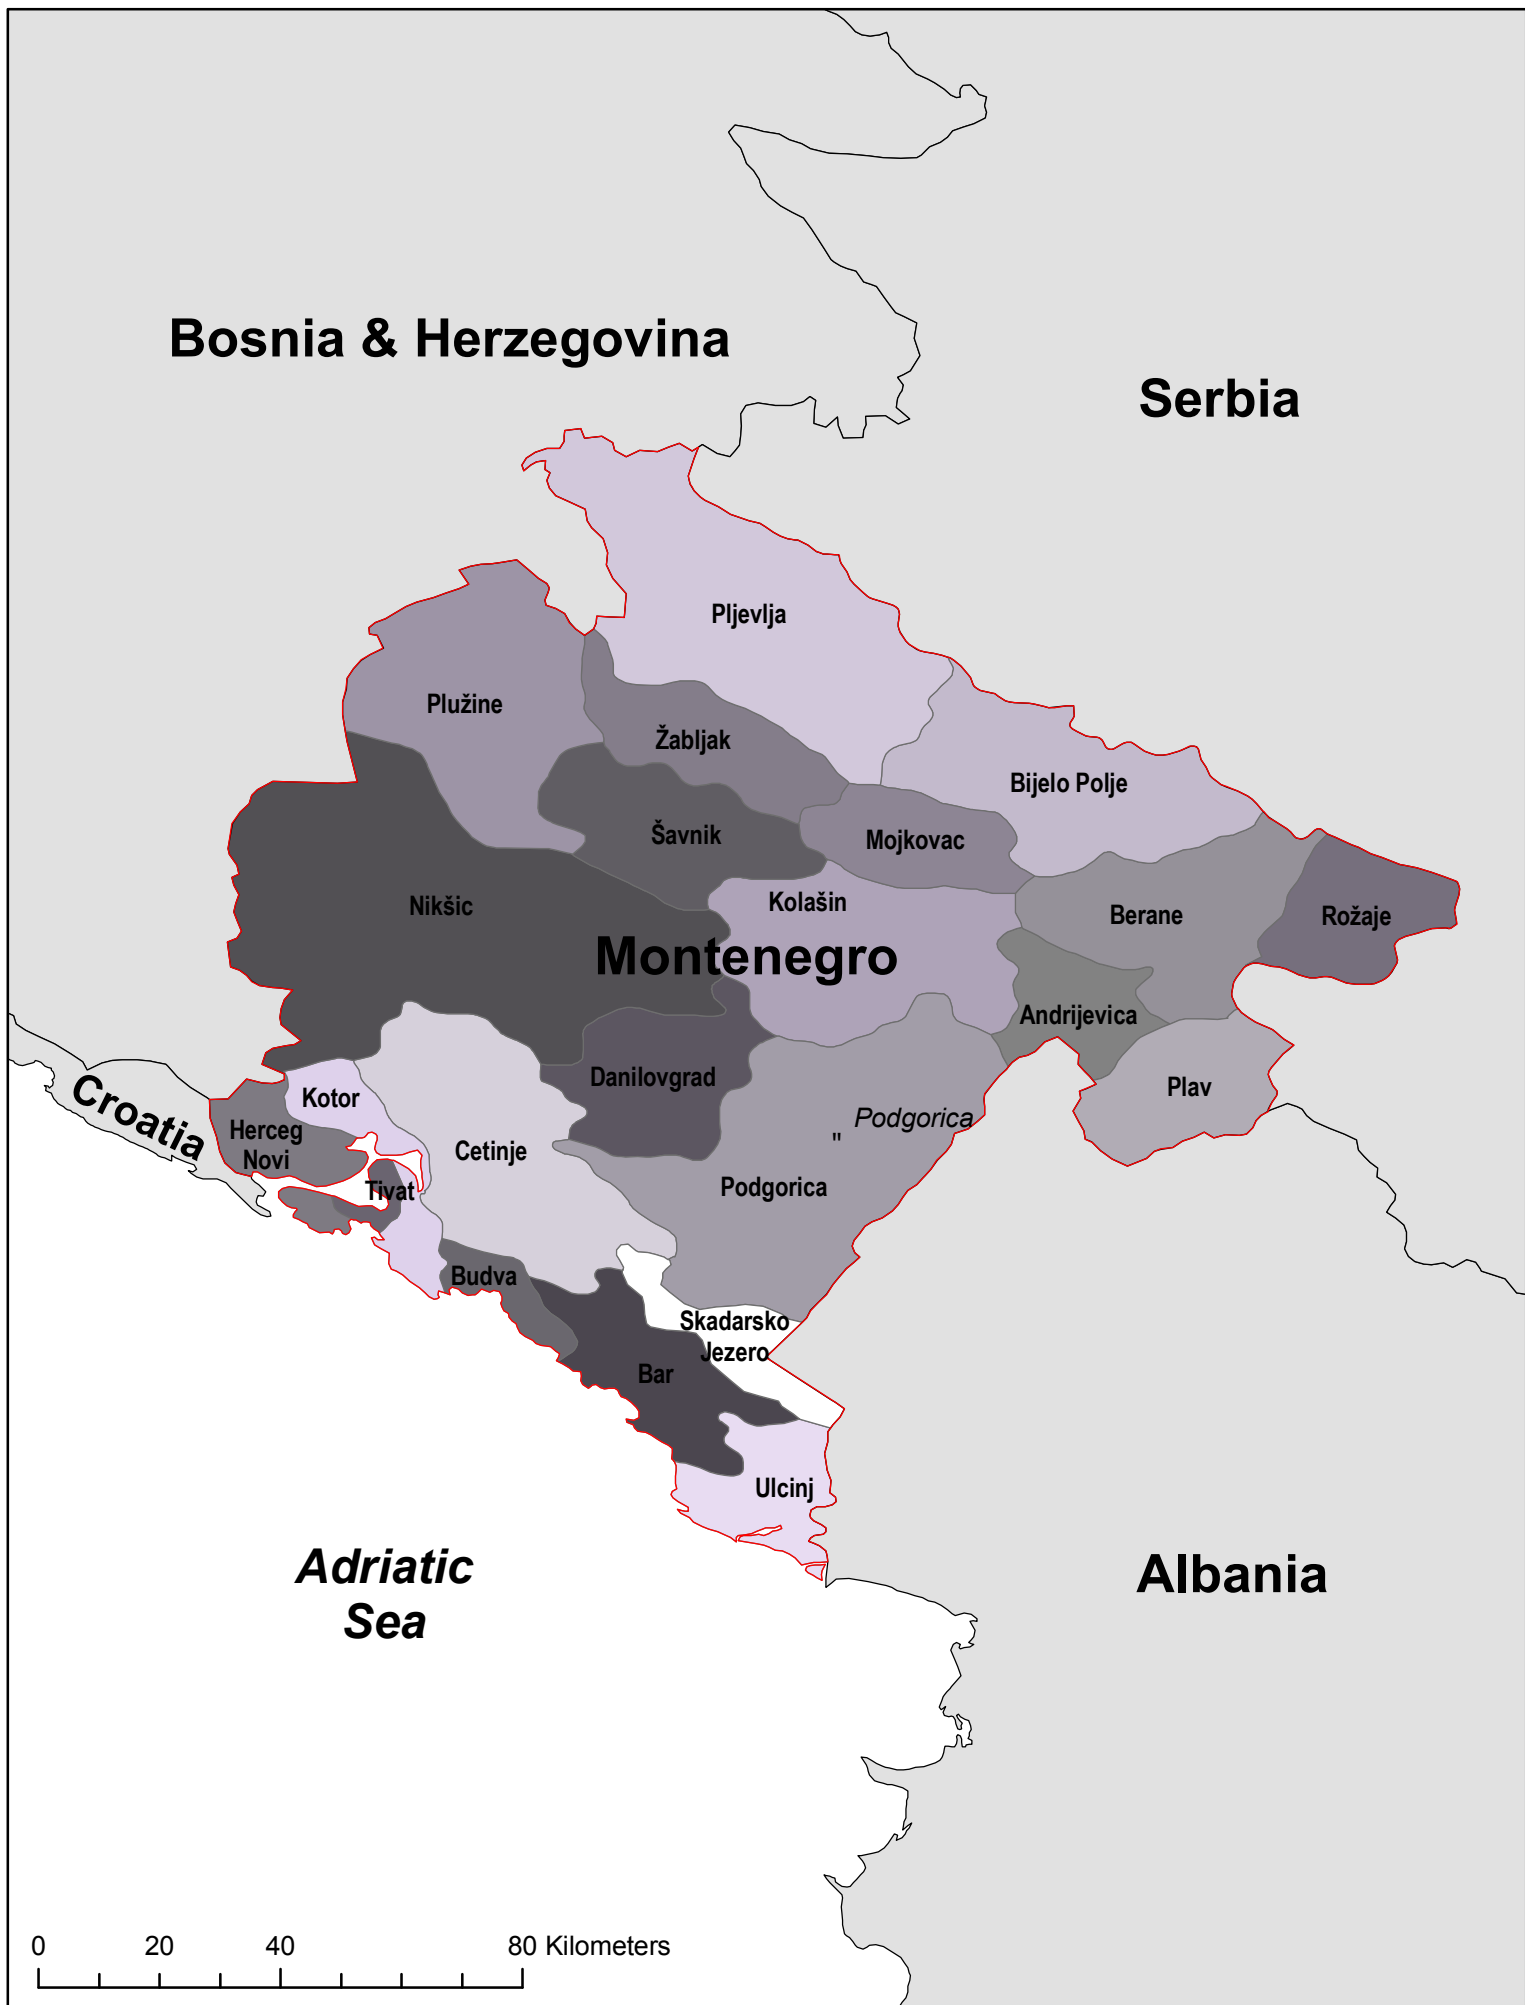 Bosnia & Herzegovina
Serbia
Pljevlja
Plužine
Žabljak
Bijelo Polje
Šavnik
Mojkovac
Nikšic
Kolašin
Berane
Rožaje
Montenegro
Andrijevica
Danilovgrad
Plav
Kotor
Croatia
Herceg
Novi
Podgorica
"
Cetinje
Podgorica
Tivat
Budva
Skadarsko
Jezero
Bar
Ulcinj
Adriatic
Sea
Albania
0 20 40 80 Kilometers